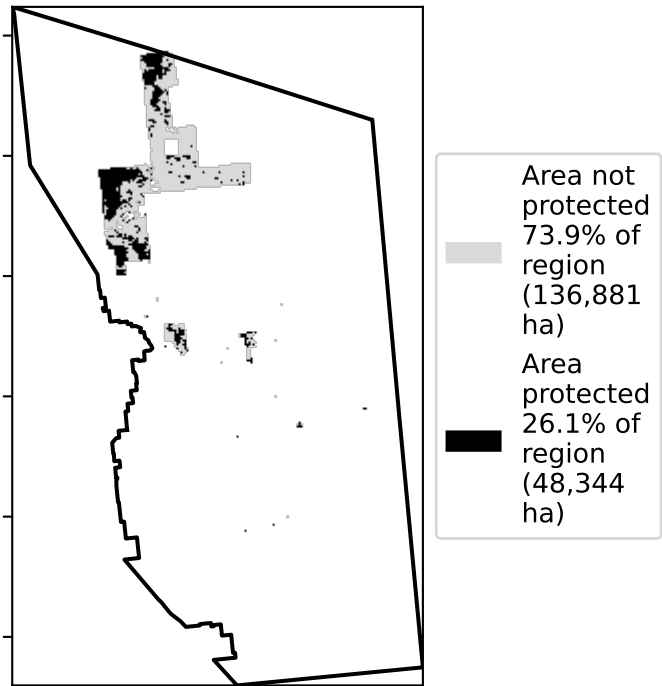 Area not
protected
73.9% of
region
(136,881
ha)
Area
protected
26.1% of
region
(48,344
ha)